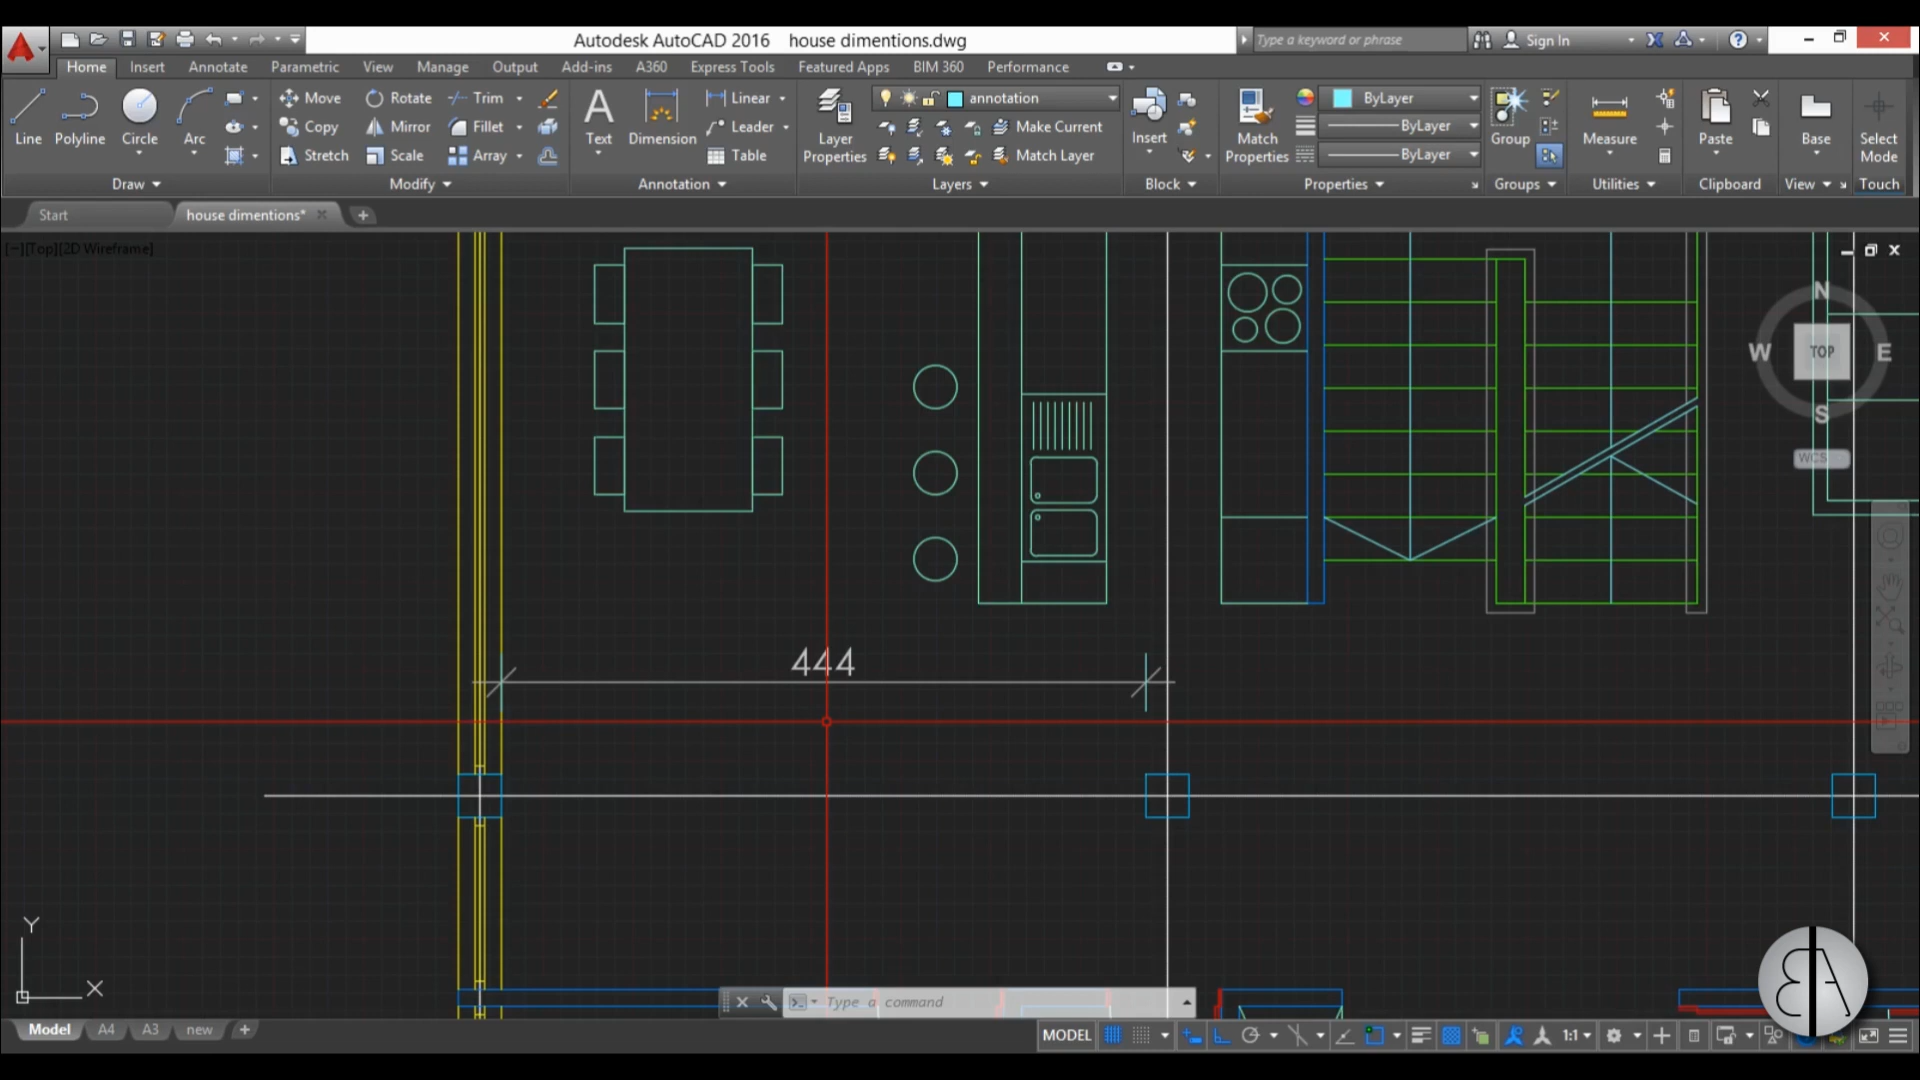 Autodesk AutoCAD 2016 house dimentions.dwg
Type a keyword or phrase
Sign In
Home Insert Annotate Parametric View Manage Output Add-ins A360 Express Tools Featured Apps BIM 360 Performance
Line Polyline Circle Arc
Move Rotate Trim
Copy Mirror Fillet
Stretch Scale Array
Text Dimension
Linear
Leader
Table
Layer Properties
annotation
Make Current
Match Layer
Insert
Match Properties
ByLayer
ByLayer
ByLayer
Group
Measure
Paste
Base
Select Mode
Draw Modify Annotation Layers Block Properties Groups Utilities Clipboard View Touch
Start house dimentions*
[−][Top][2D Wireframe]
N
W TOP E
S
WCS
444
Y
X
Type a command
Model A4 A3 new
MODEL 1:1
BA